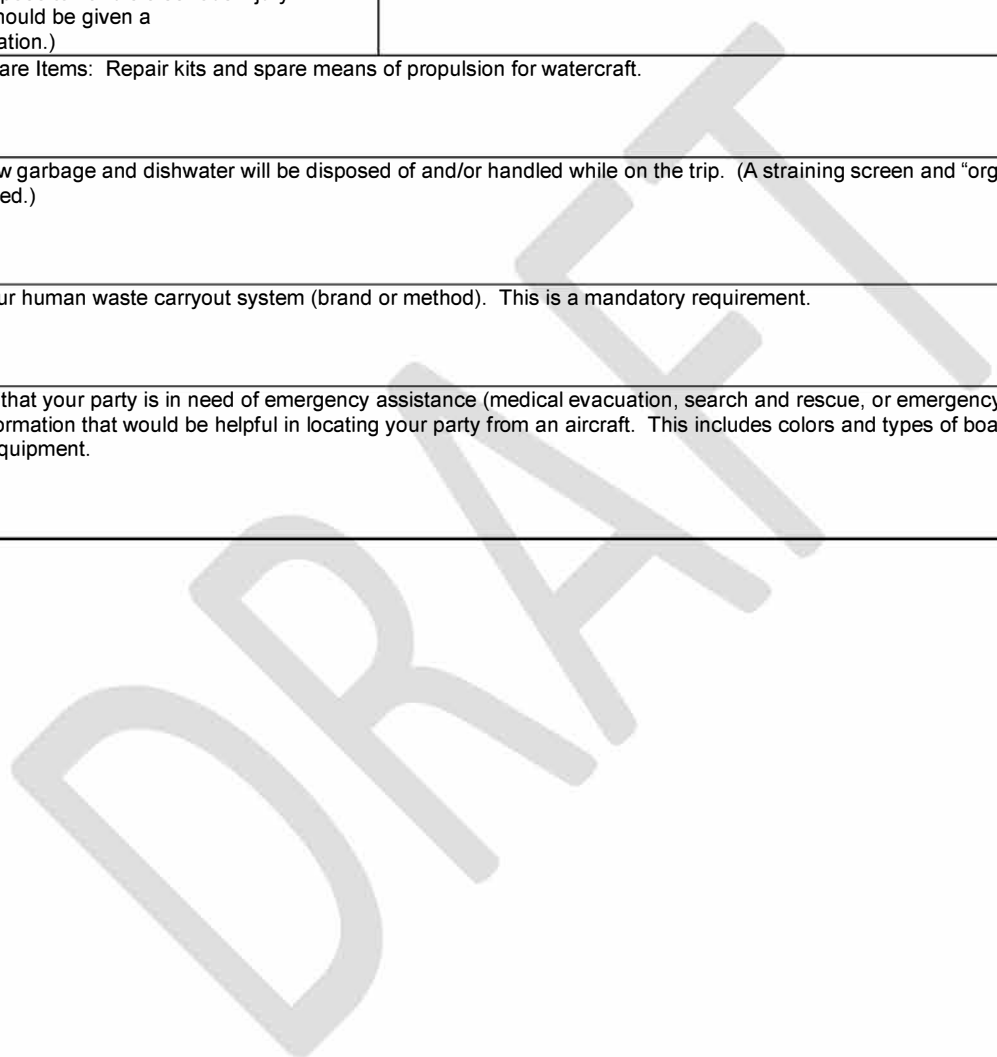 hould be given a
ation.)
are Items: Repair kits and spare means of propulsion for watercraft.
w garbage and dishwater will be disposed of and/or handled while on the trip. (A straining screen and “org
ed.)
ur human waste carryout system (brand or method). This is a mandatory requirement.
that your party is in need of emergency assistance (medical evacuation, search and rescue, or emergency
ormation that would be helpful in locating your party from an aircraft. This includes colors and types of boa
quipment.
DRAFT